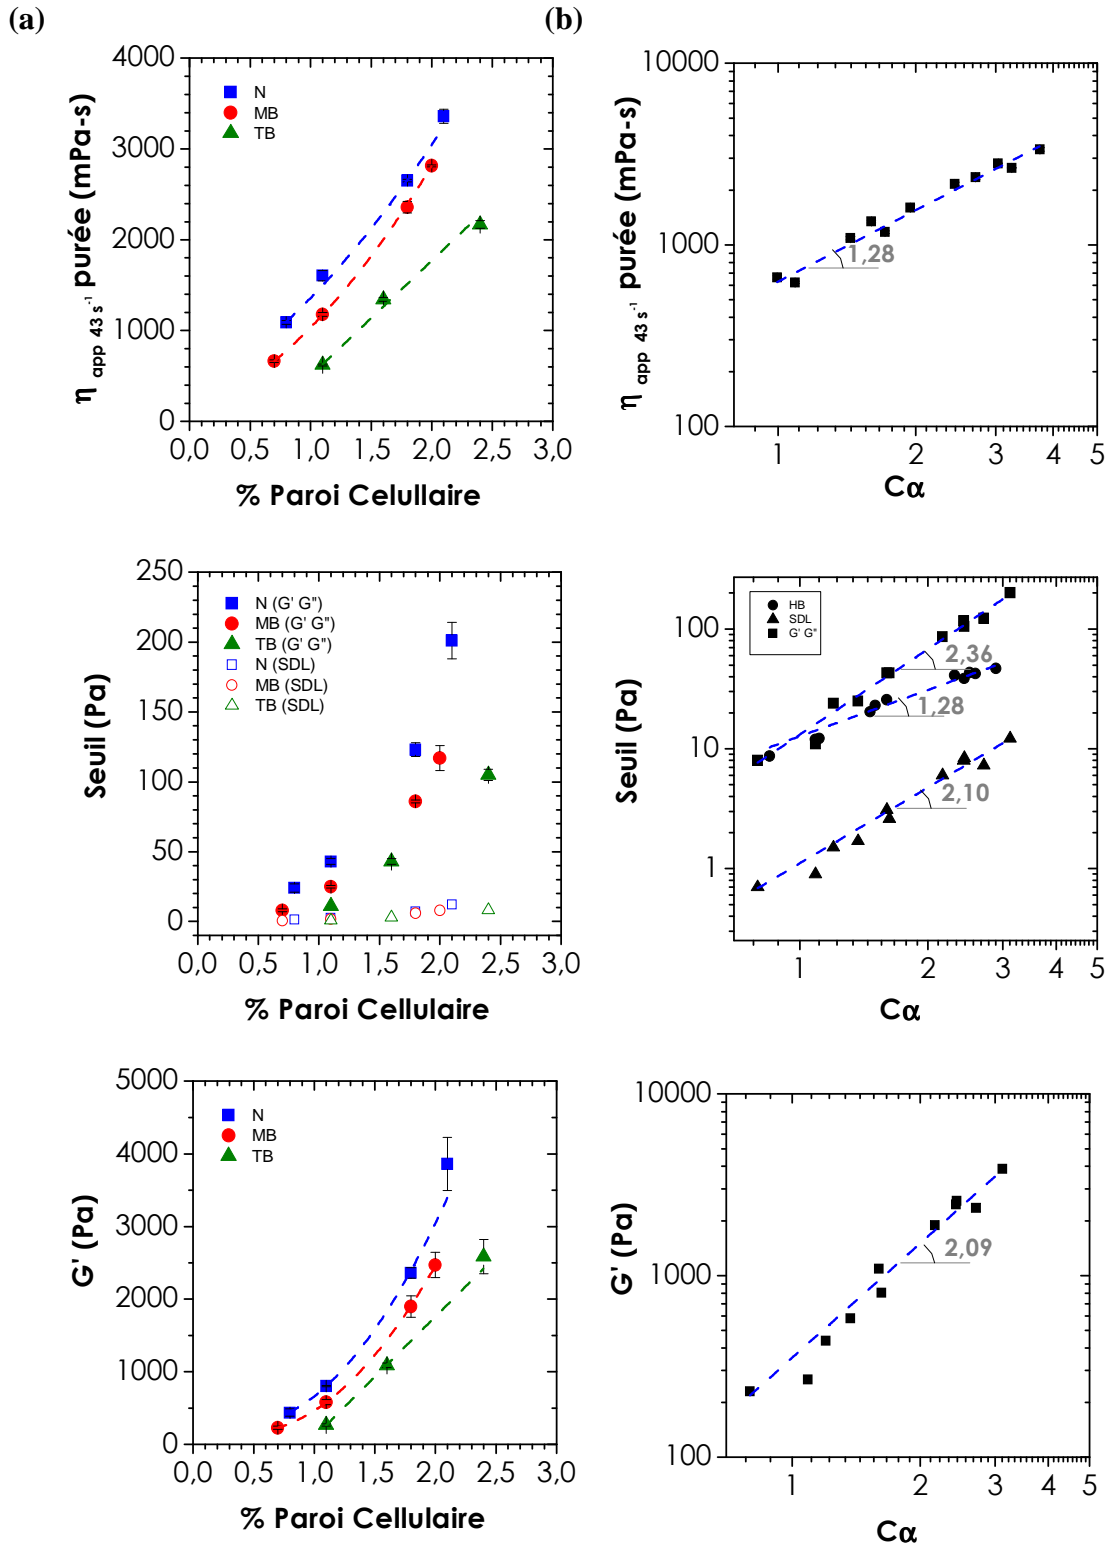 (a)
(b)
4000
3000
2000
1000
0
0,0 0,5 1,0 1,5 2,0 2,5 3,0
N
MB
TB
η app 43 s⁻¹ purée (mPa-s)
% Paroi Celullaire
10000
1000
100
1 2 3 4 5
1,28
η app 43 s⁻¹ purée (mPa-s)
Cα
250
200
150
100
50
0
0,0 0,5 1,0 1,5 2,0 2,5 3,0
N (G' G")
MB (G' G")
TB (G' G")
N (SDL)
MB (SDL)
TB (SDL)
Seuil (Pa)
% Paroi Cellulaire
100
10
1
1 2 3 4 5
HB
SDL
G' G"
2,36
1,28
2,10
Seuil (Pa)
Cα
5000
4000
3000
2000
1000
0
0,0 0,5 1,0 1,5 2,0 2,5 3,0
N
MB
TB
G' (Pa)
% Paroi Cellulaire
10000
1000
100
1 2 3 4 5
2,09
G' (Pa)
Cα